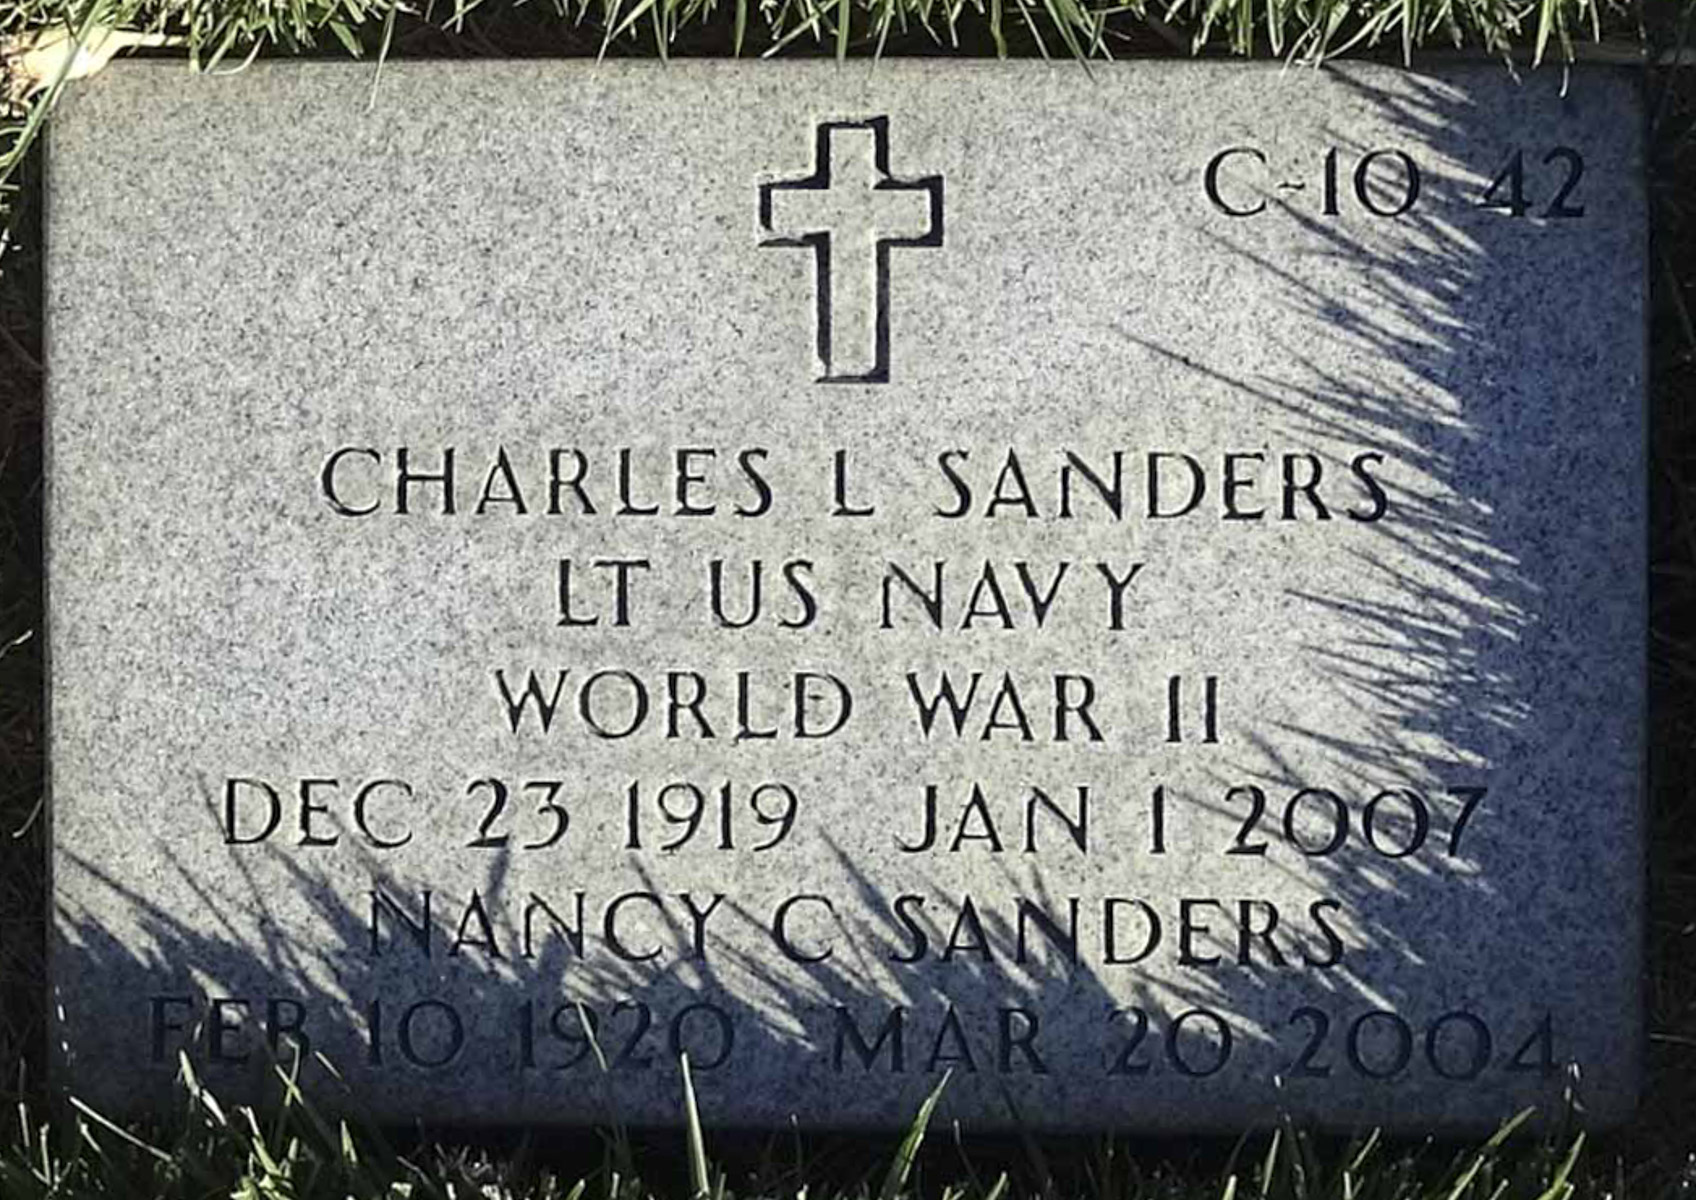 C-10 42
CHARLES L SANDERS
LT US NAVY
WORLD WAR II
DEC 23 1919 JAN 1 2007
NANCY C SANDERS
FEB 10 1920 MAR 20 2004